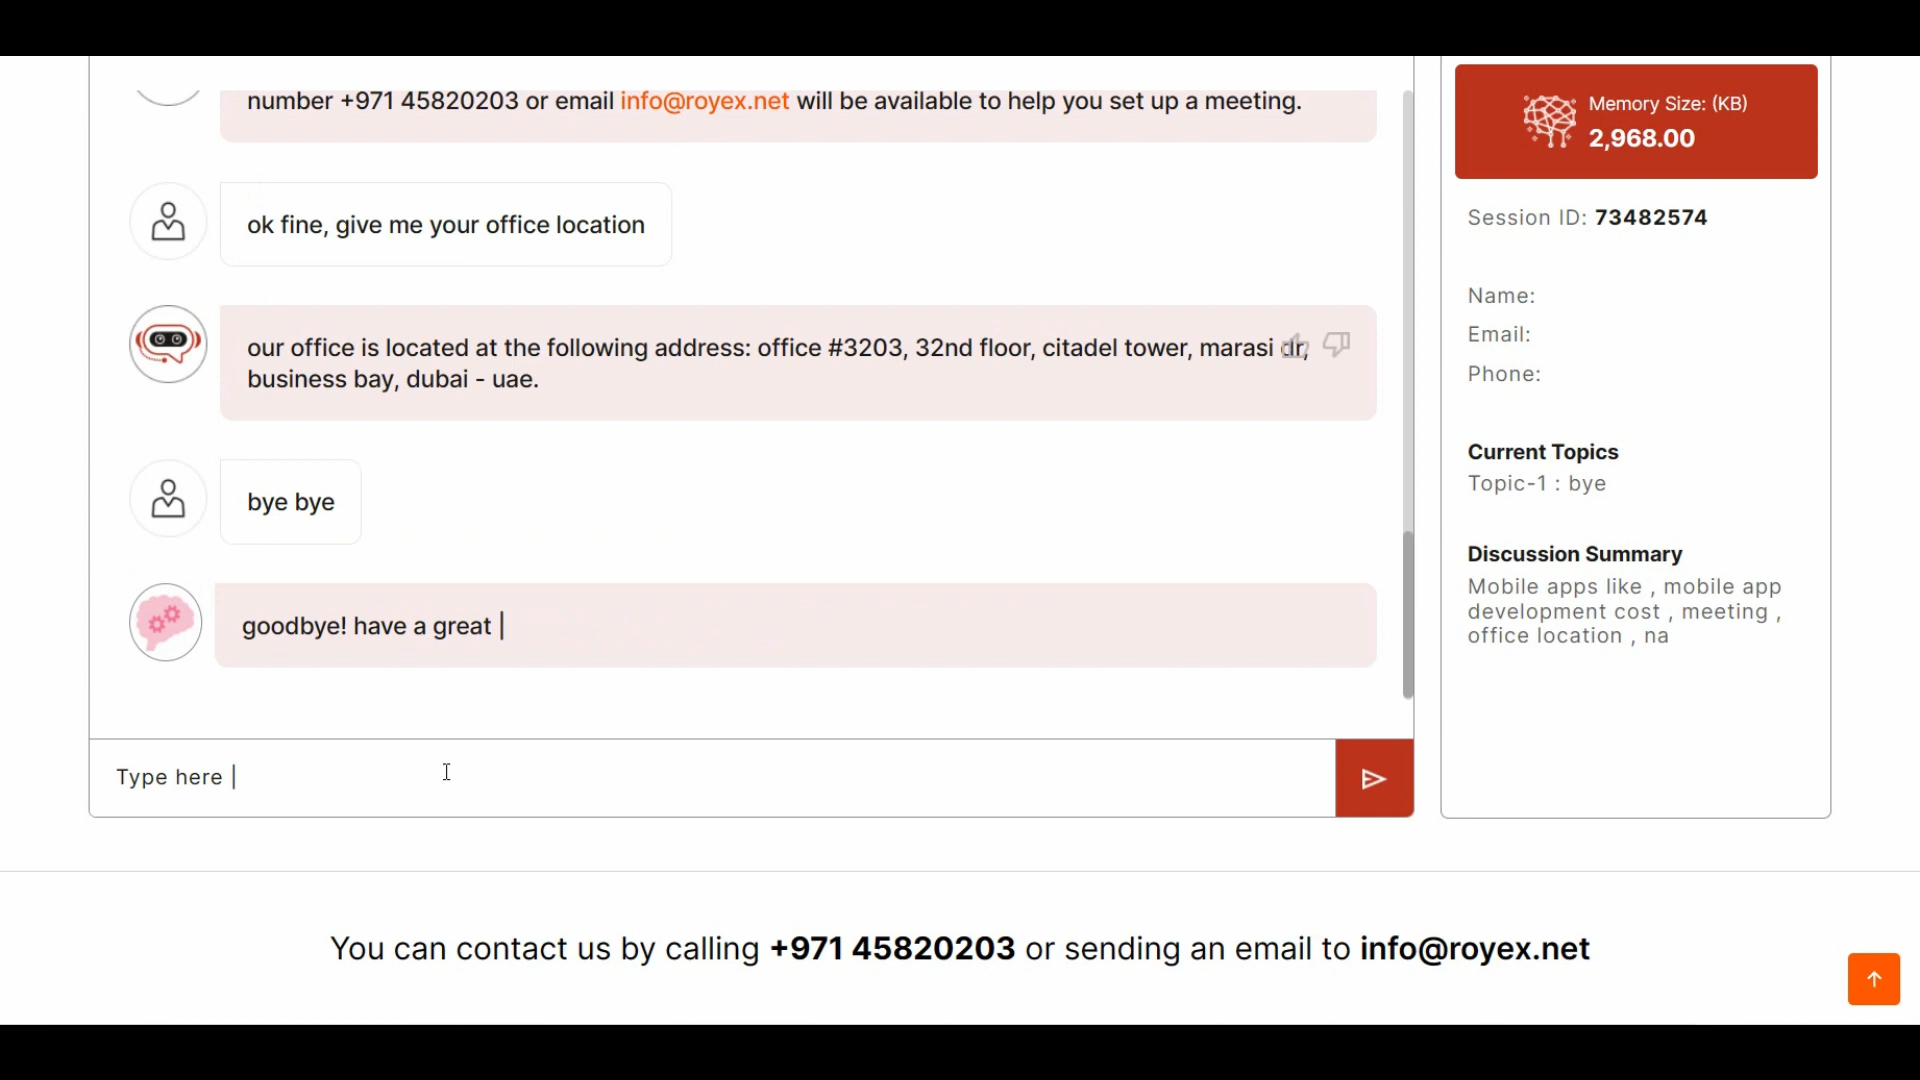 number +971 45820203 or email info@royex.net will be available to help you set up a meeting.
ok fine, give me your office location
our office is located at the following address: office #3203, 32nd floor, citadel tower, marasi dr,
business bay, dubai - uae.
bye bye
goodbye! have a great
Type here
Memory Size: (KB)
2,968.00
Session ID: 73482574
Name:
Email:
Phone:
Current Topics
Topic-1 : bye
Discussion Summary
Mobile apps like , mobile app
development cost , meeting ,
office location , na
You can contact us by calling +971 45820203 or sending an email to info@royex.net